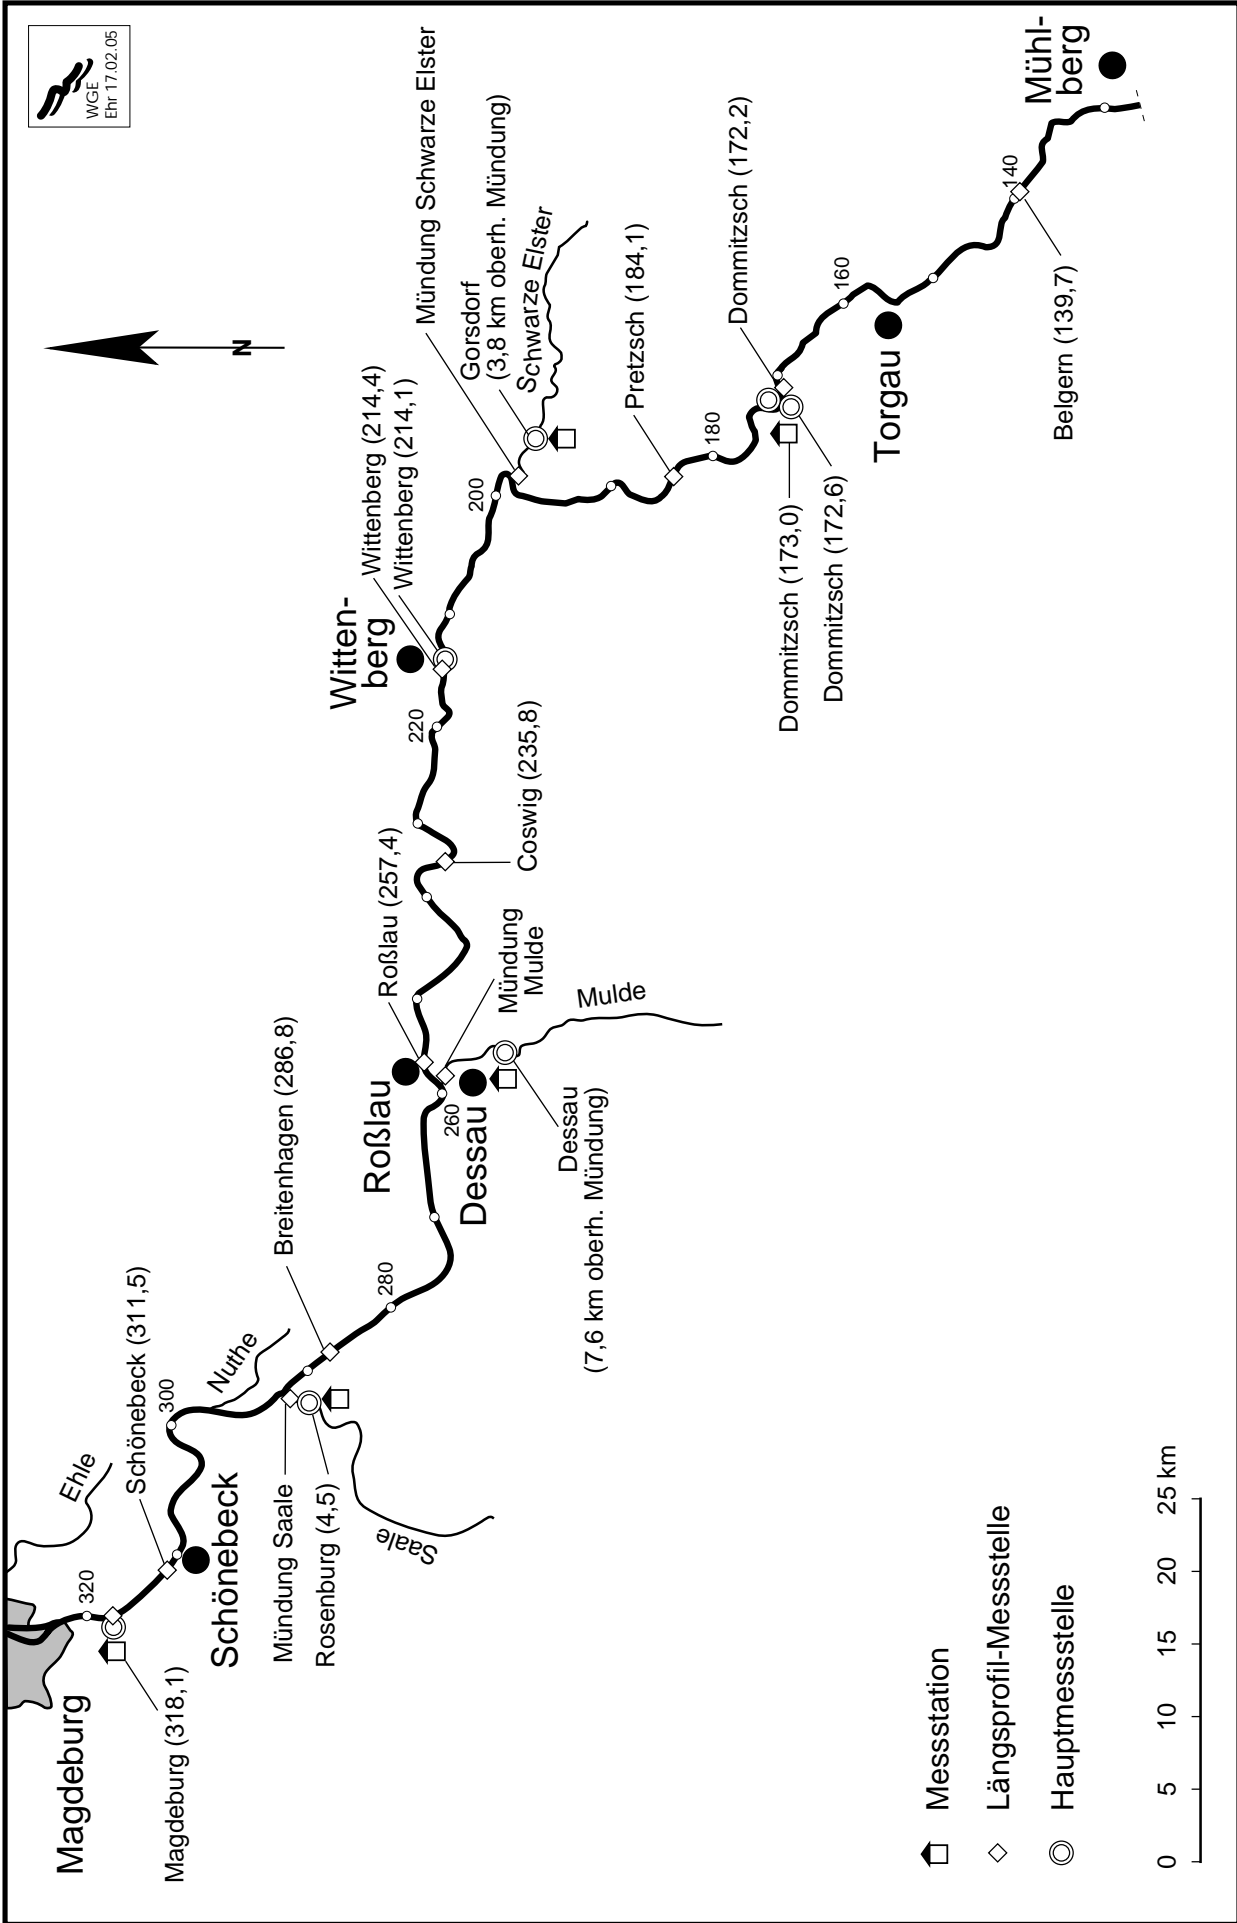 WGE
Ehr 17.02.05
N
Magdeburg
Magdeburg (318,1)
320
Ehle
Schönebeck (311,5)
Schönebeck
300
Nuthe
Mündung Saale
Rosenburg (4,5)
Saale
Breitenhagen (286,8)
280
Roßlau
Roßlau (257,4)
260
Dessau
Mündung
Mulde
Mulde
Dessau
(7,6 km oberh. Mündung)
Coswig (235,8)
220
Witten-
berg
Wittenberg (214,4)
Wittenberg (214,1)
200
Mündung Schwarze Elster
Gorsdorf
(3,8 km oberh. Mündung)
Schwarze Elster
Pretzsch (184,1)
180
Dommitzsch (172,2)
Dommitzsch (173,0)
Dommitzsch (172,6)
160
Torgau
140
Belgern (139,7)
Mühl-
berg
Messstation
Längsprofil-Messstelle
Hauptmessstelle
0 5 10 15 20 25 km